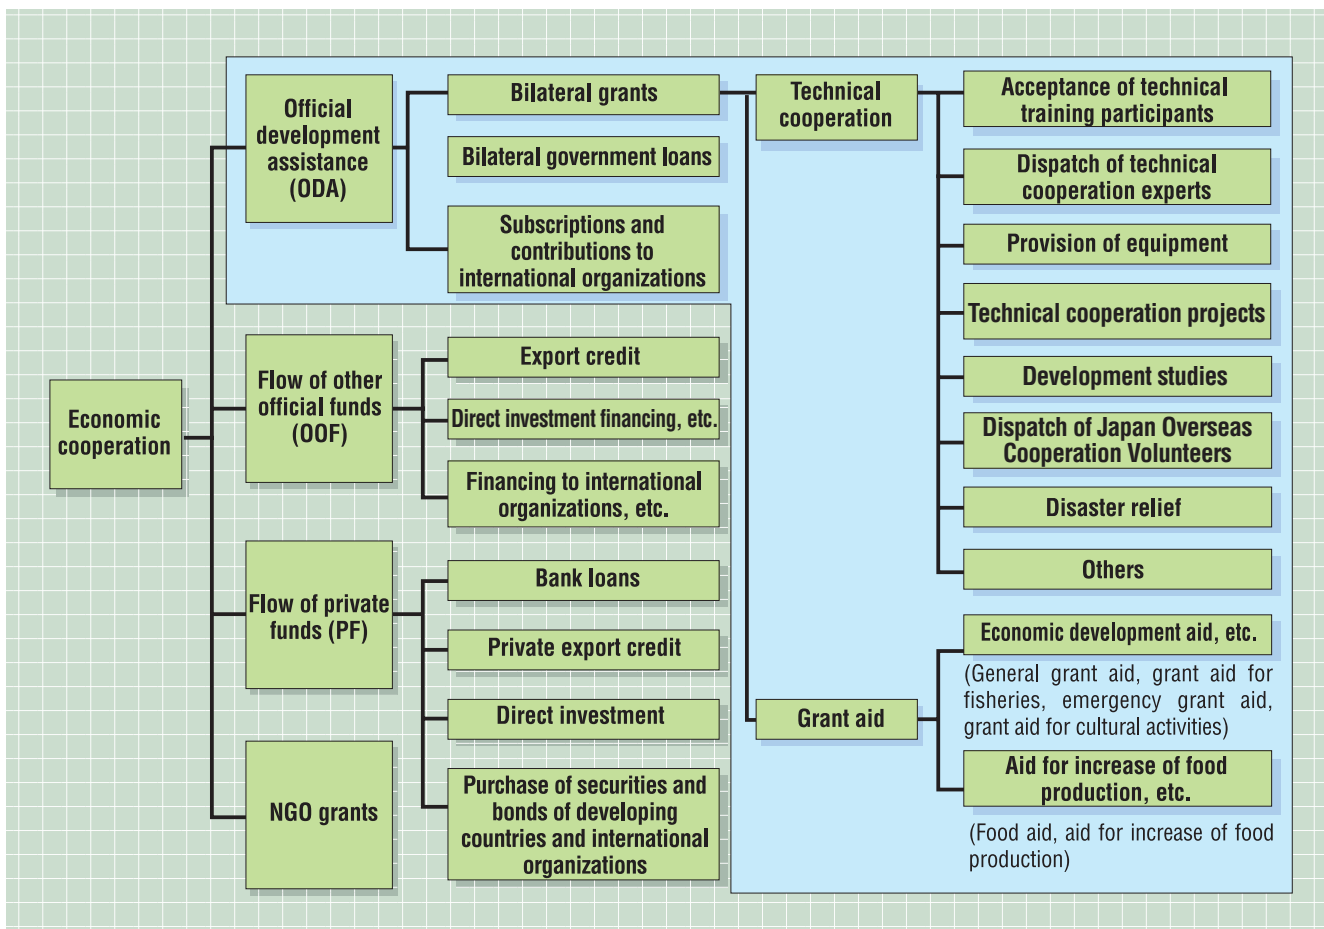 Economic
cooperation
Official
development
assistance
(ODA)
Bilateral grants
Bilateral government loans
Subscriptions and
contributions to
international organizations
Technical
cooperation
Acceptance of technical
training participants
Dispatch of technical
cooperation experts
Provision of equipment
Technical cooperation projects
Development studies
Dispatch of Japan Overseas
Cooperation Volunteers
Disaster relief
Others
Grant aid
Economic development aid, etc.
(General grant aid, grant aid for
fisheries, emergency grant aid,
grant aid for cultural activities)
Aid for increase of food
production, etc.
(Food aid, aid for increase of food
production)
Flow of other
official funds
(OOF)
Export credit
Direct investment financing, etc.
Financing to international
organizations, etc.
Flow of private
funds (PF)
Bank loans
Private export credit
Direct investment
Purchase of securities and
bonds of developing
countries and international
organizations
NGO grants